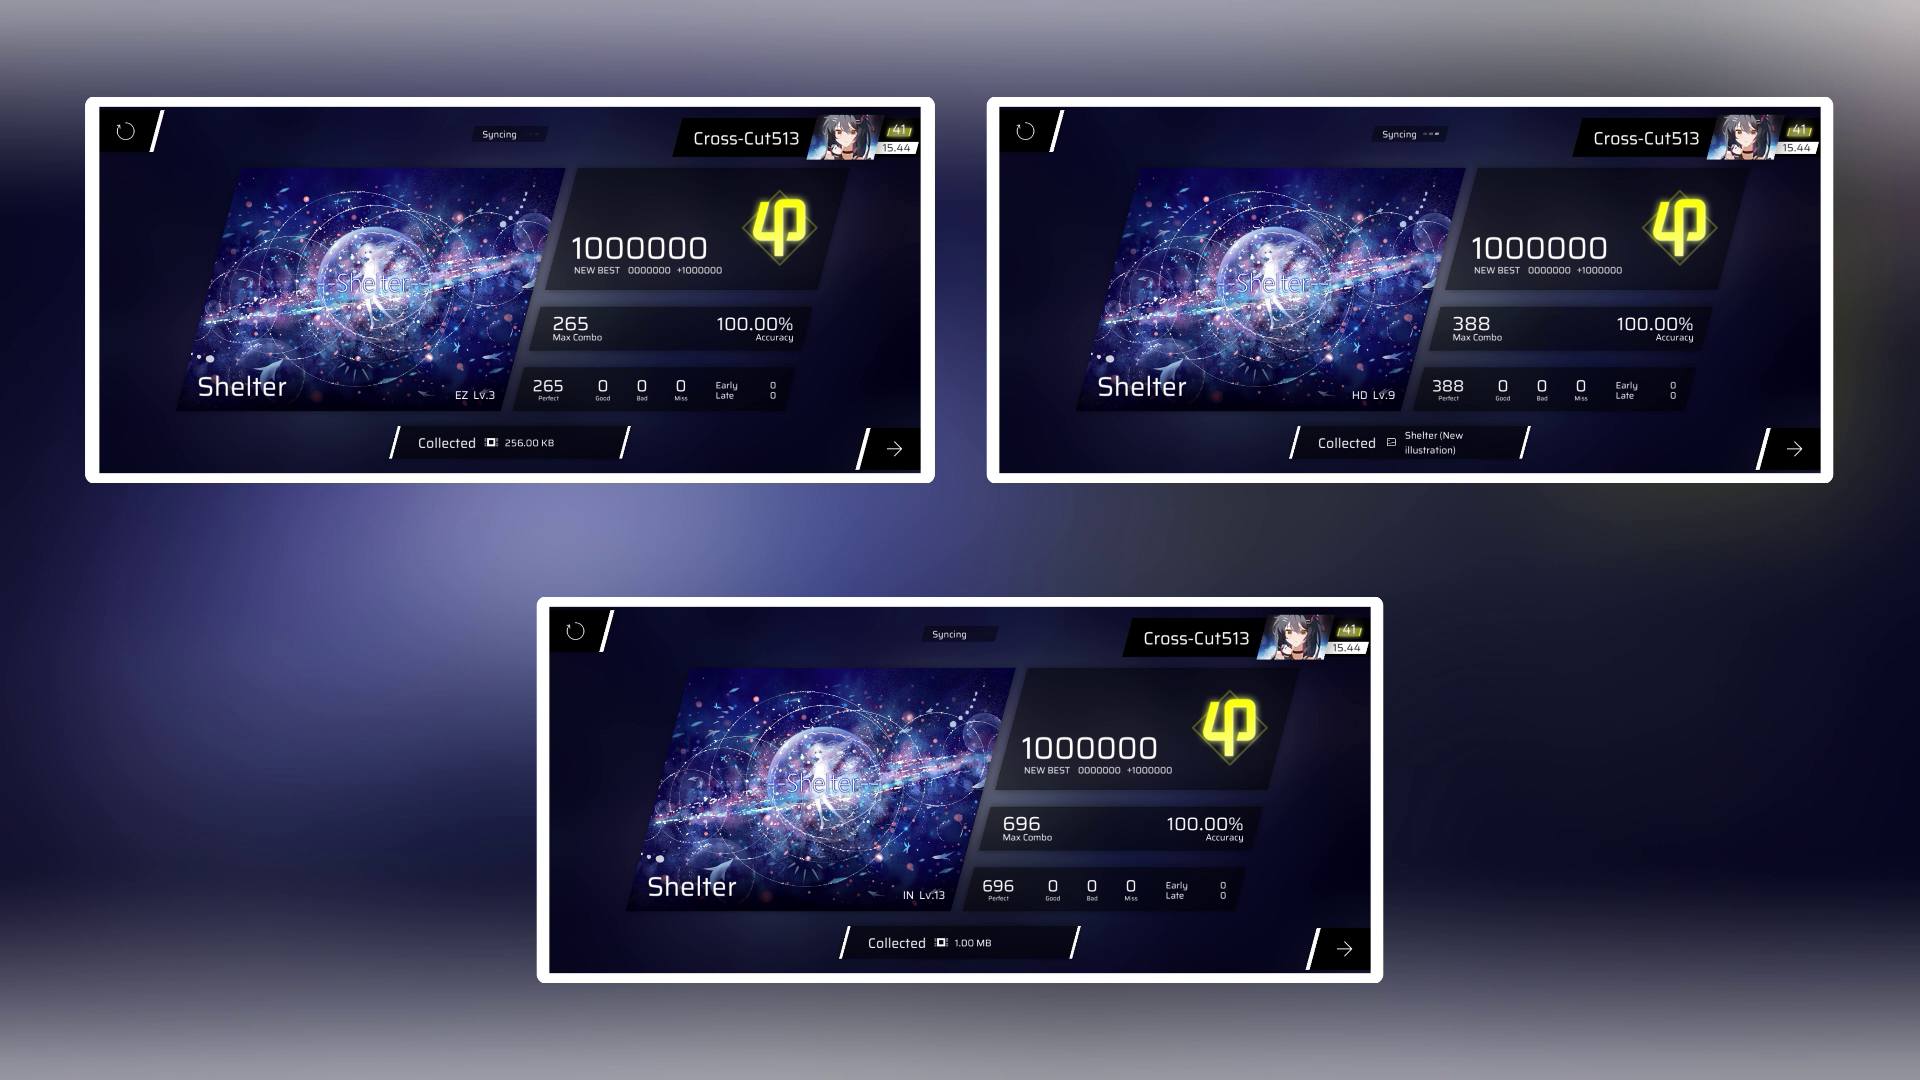 Syncing
Cross-Cut513
41
15.44
Shelter
1000000
NEW BEST 0000000 +1000000
265
Max Combo
100.00%
Accuracy
Shelter
EZ Lv.3
265
Perfect
0
Good
0
Bad
0
Miss
Early 0
Late 0
Collected 256.00 KB
Syncing
Cross-Cut513
41
15.44
Shelter
1000000
NEW BEST 0000000 +1000000
388
Max Combo
100.00%
Accuracy
Shelter
HD Lv.9
388
Perfect
0
Good
0
Bad
0
Miss
Early 0
Late 0
Collected Shelter (New
illustration)
Syncing
Cross-Cut513
41
15.44
Shelter
1000000
NEW BEST 0000000 +1000000
696
Max Combo
100.00%
Accuracy
Shelter
IN Lv.13
696
Perfect
0
Good
0
Bad
0
Miss
Early 0
Late 0
Collected 1.00 MB